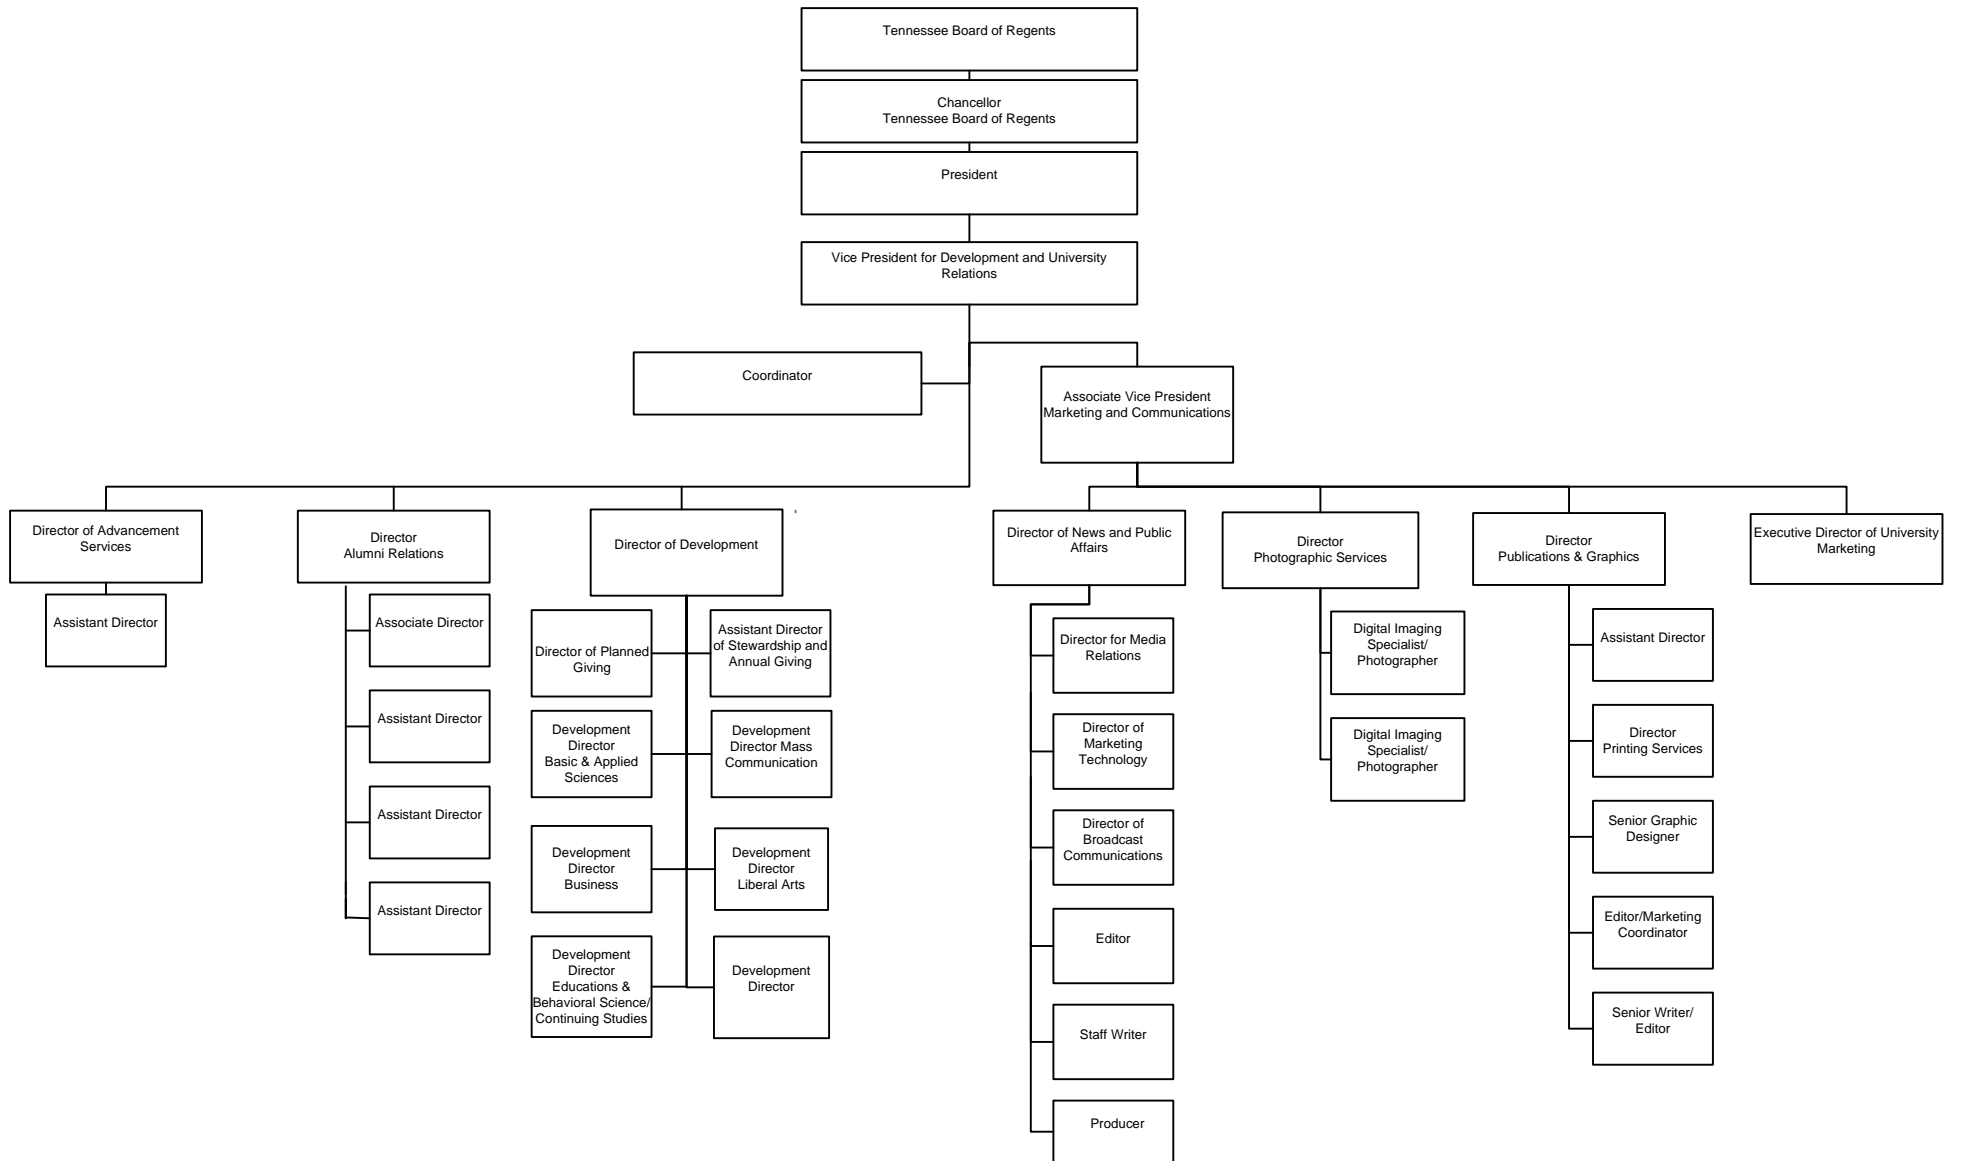 Tennessee Board of Regents
Chancellor
Tennessee Board of Regents
President
Vice President for Development and University
Relations
Coordinator
Associate Vice President
Marketing and Communications
Director of Advancement
Services
Assistant Director
Director
Alumni Relations
Associate Director
Assistant Director
Assistant Director
Assistant Director
Director of Development
Director of Planned
Giving
Assistant Director
of Stewardship and
Annual Giving
Development
Director
Basic & Applied
Sciences
Development
Director Mass
Communication
Development
Director
Business
Development
Director
Liberal Arts
Development
Director
Educations &
Behavioral Science/
Continuing Studies
Development
Director
Director of News and Public
Affairs
Director for Media
Relations
Director of
Marketing
Technology
Director of
Broadcast
Communications
Editor
Staff Writer
Producer
Director
Photographic Services
Digital Imaging
Specialist/
Photographer
Digital Imaging
Specialist/
Photographer
Director
Publications & Graphics
Assistant Director
Director
Printing Services
Senior Graphic
Designer
Editor/Marketing
Coordinator
Senior Writer/
Editor
Executive Director of University
Marketing